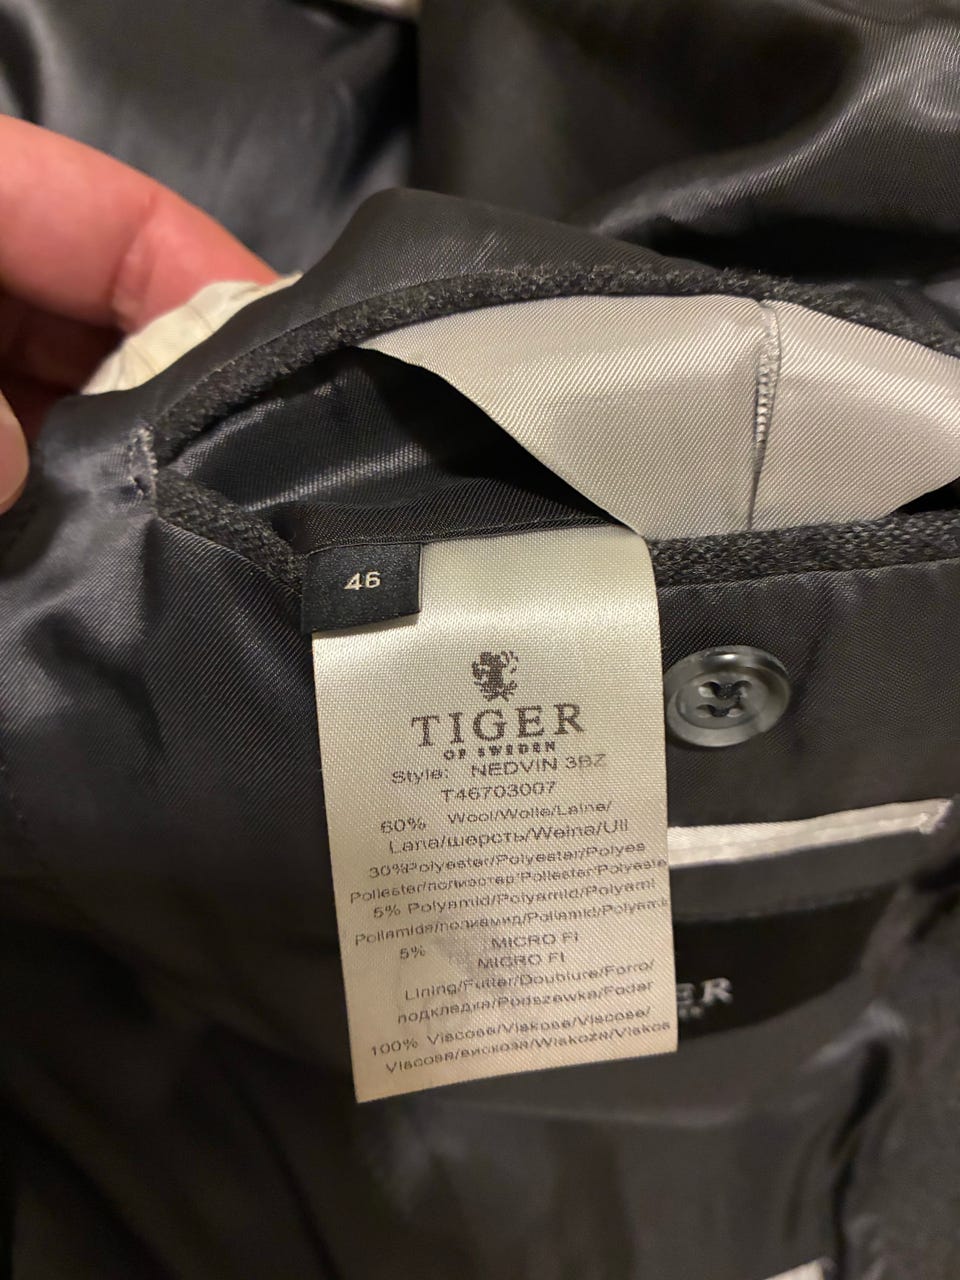 46
TIGER
OF SWEDEN
Style: NEDVIN 3BZ
T46703007
60% Wool/Wolle/Laine/
Lana/шерсть/Weina/Ull
30%Polyester/Polyester/Polyes
Poliester/полиэстер/Poliester/Polyeste
5% Polyamid/Polyamid/Polyami
Poliamida/полиамид/Poliamid/Polyami
5% MICRO FI
MICRO FI
Lining/Futter/Doublure/Forro/
подкладка/Podszewka/Foder
100% Viscose/Viskose/Viscose/
Viscosa/вискоза/Wiskoza/Viskos
ER